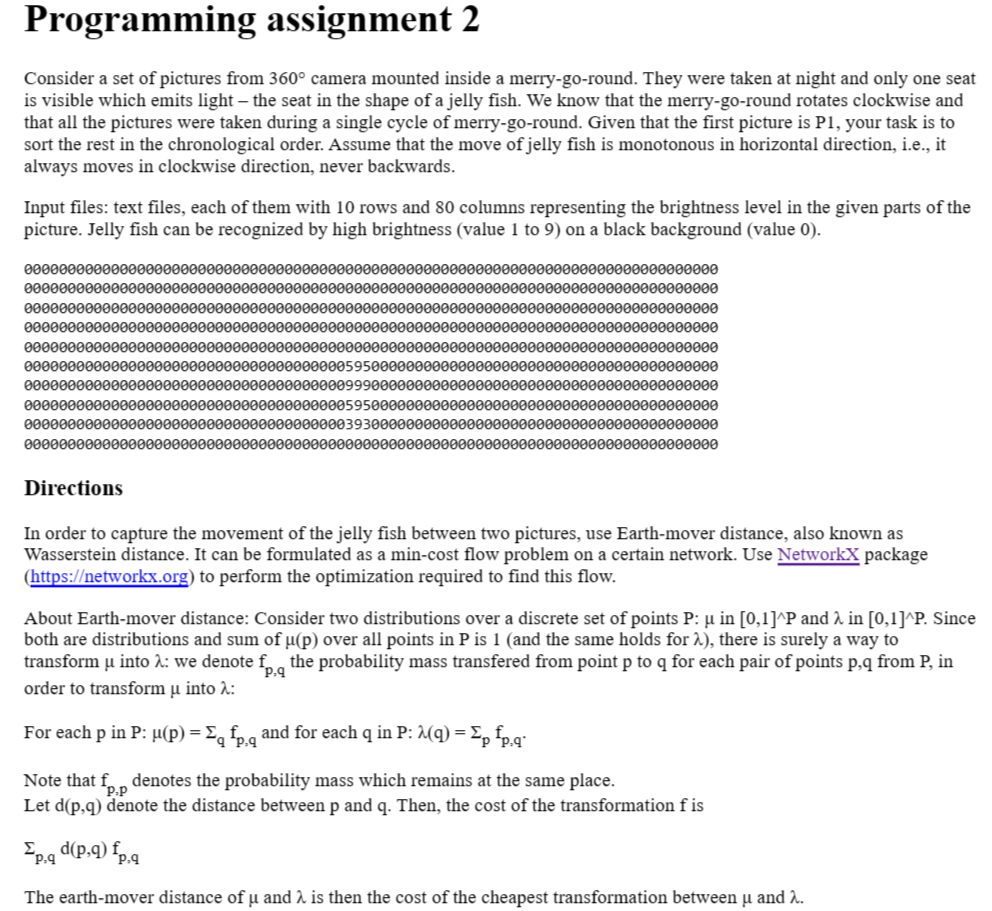 Programming assignment 2
Consider a set of pictures from 360° camera mounted inside a merry-go-round. They were taken at night and only one seat
is visible which emits light – the seat in the shape of a jelly fish. We know that the merry-go-round rotates clockwise and
that all the pictures were taken during a single cycle of merry-go-round. Given that the first picture is P1, your task is to
sort the rest in the chronological order. Assume that the move of jelly fish is monotonous in horizontal direction, i.e., it
always moves in clockwise direction, never backwards.
Input files: text files, each of them with 10 rows and 80 columns representing the brightness level in the given parts of the
picture. Jelly fish can be recognized by high brightness (value 1 to 9) on a black background (value 0).
00000000000000000000000000000000000000000000000000000000000000000000000000000000
00000000000000000000000000000000000000000000000000000000000000000000000000000000
00000000000000000000000000000000000000000000000000000000000000000000000000000000
00000000000000000000000000000000000000000000000000000000000000000000000000000000
00000000000000000000000000000000000000000000000000000000000000000000000000000000
00000000000000000000000000000000000005950000000000000000000000000000000000000000
00000000000000000000000000000000000009990000000000000000000000000000000000000000
00000000000000000000000000000000000005950000000000000000000000000000000000000000
00000000000000000000000000000000000003930000000000000000000000000000000000000000
00000000000000000000000000000000000000000000000000000000000000000000000000000000
Directions
In order to capture the movement of the jelly fish between two pictures, use Earth-mover distance, also known as
Wasserstein distance. It can be formulated as a min-cost flow problem on a certain network. Use NetworkX package
(https://networkx.org) to perform the optimization required to find this flow.
About Earth-mover distance: Consider two distributions over a discrete set of points P: μ in [0,1]^P and λ in [0,1]^P. Since
both are distributions and sum of μ(p) over all points in P is 1 (and the same holds for λ), there is surely a way to
transform μ into λ: we denote f_p,q the probability mass transfered from point p to q for each pair of points p,q from P, in
order to transform μ into λ:
For each p in P: μ(p) = Σ_q f_p,q and for each q in P: λ(q) = Σ_p f_p,q.
Note that f_p,p denotes the probability mass which remains at the same place.
Let d(p,q) denote the distance between p and q. Then, the cost of the transformation f is
Σ_p,q d(p,q) f_p,q
The earth-mover distance of μ and λ is then the cost of the cheapest transformation between μ and λ.